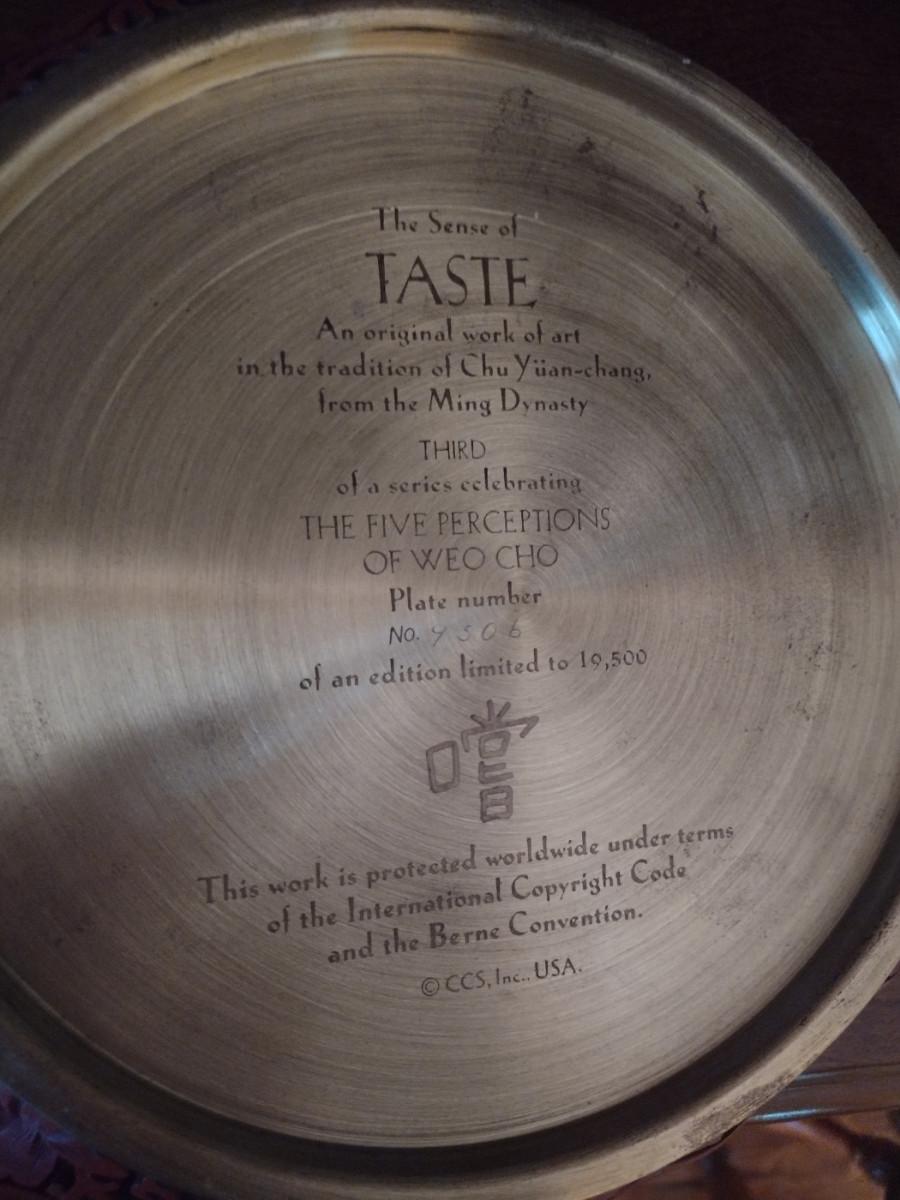 The Sense of
TASTE
An original work of art
in the tradition of Chu Yüan-chang,
from the Ming Dynasty
THIRD
of a series celebrating
THE FIVE PERCEPTIONS
OF WEO CHO
Plate number
No. 9506
of an edition limited to 19,500
嚐
This work is protected worldwide under terms
of the International Copyright Code
and the Berne Convention.
© CCS, Inc., USA.